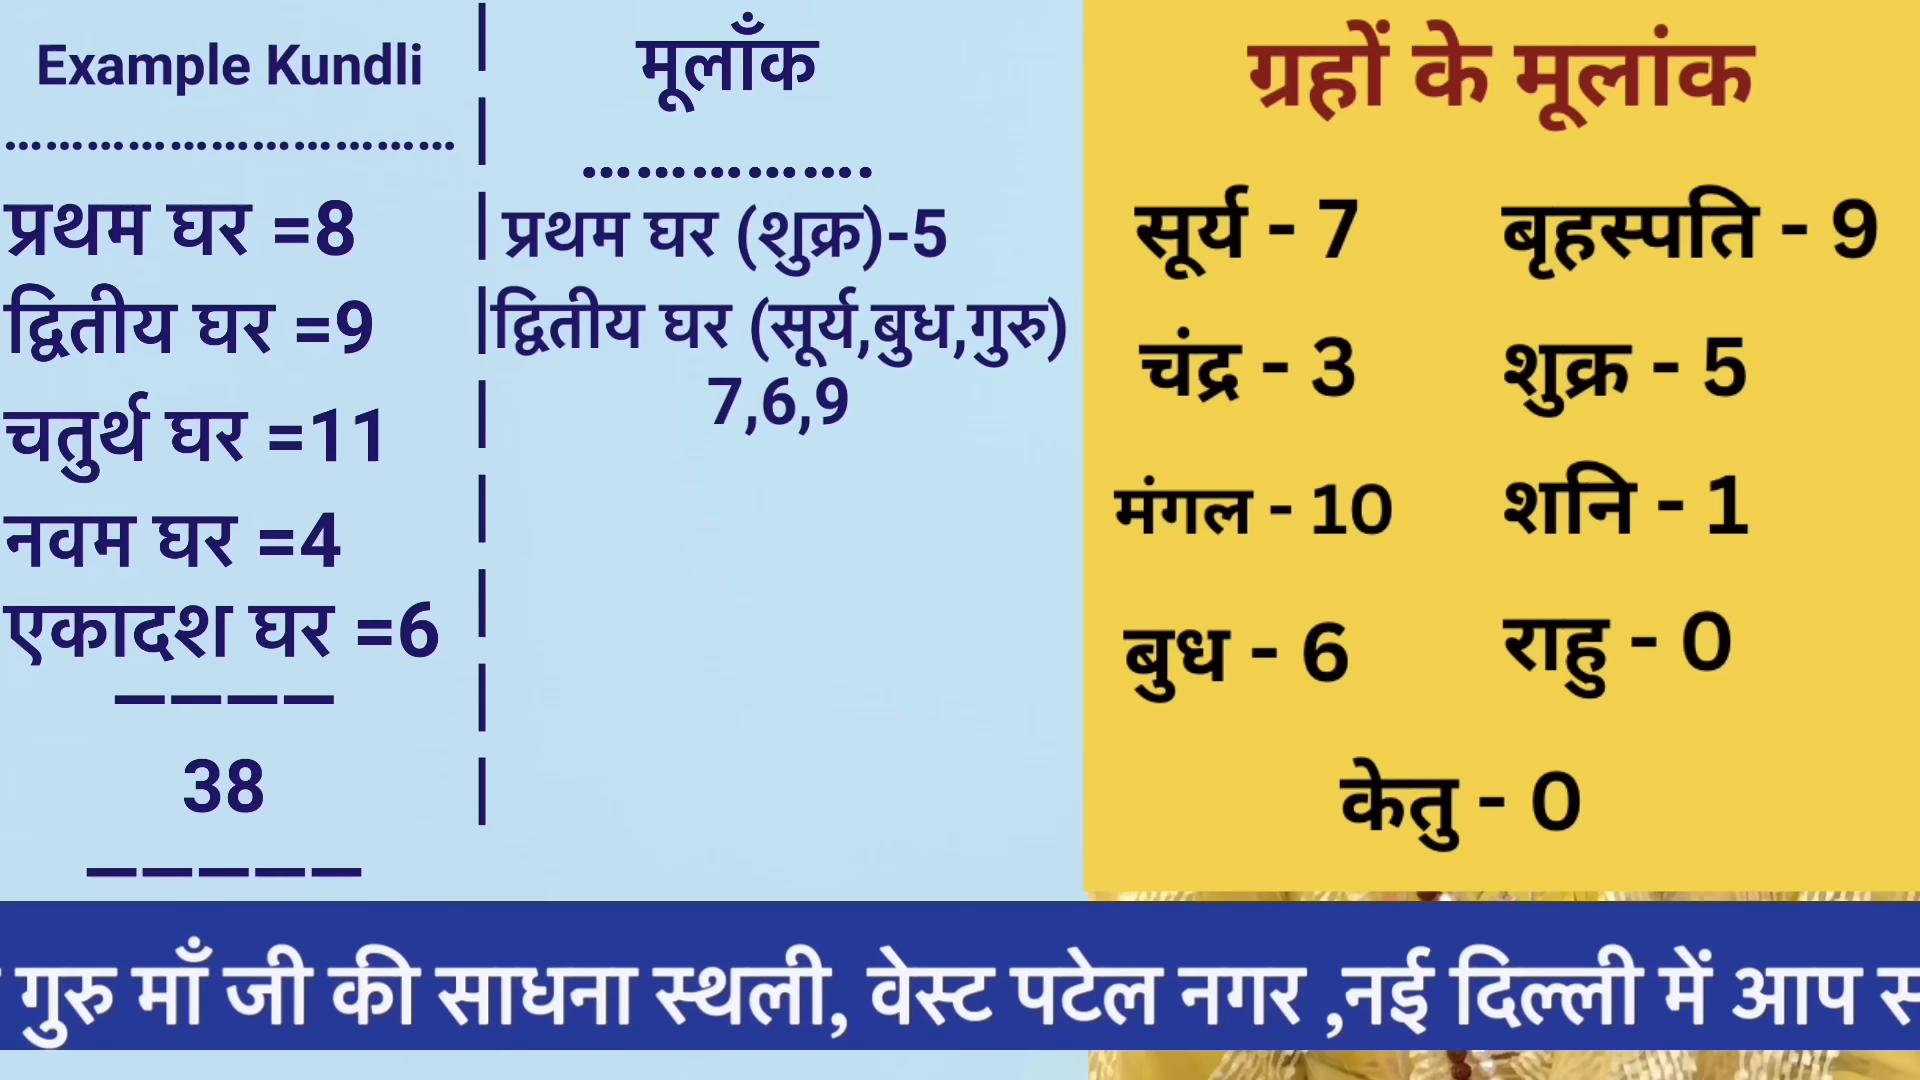 Example Kundli
प्रथम घर =8
द्वितीय घर =9
चतुर्थ घर =11
नवम घर =4
एकादश घर =6
38
मूलाँक
प्रथम घर (शुक्र)-5
द्वितीय घर (सूर्य,बुध,गुरु)
7,6,9
ग्रहों के मूलांक
सूर्य - 7
बृहस्पति - 9
चंद्र - 3
शुक्र - 5
मंगल - 10
शनि - 1
बुध - 6
राहु - 0
केतु - 0
गुरु माँ जी की साधना स्थली, वेस्ट पटेल नगर ,नई दिल्ली में आप